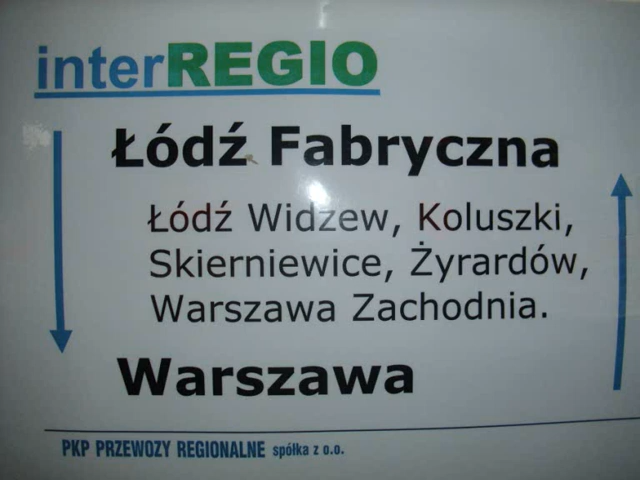 interREGIO
Łódź Fabryczna
Łódź Widzew, Koluszki,
Skierniewice, Żyrardów,
Warszawa Zachodnia.
Warszawa
PKP PRZEWOZY REGIONALNE spółka z o.o.